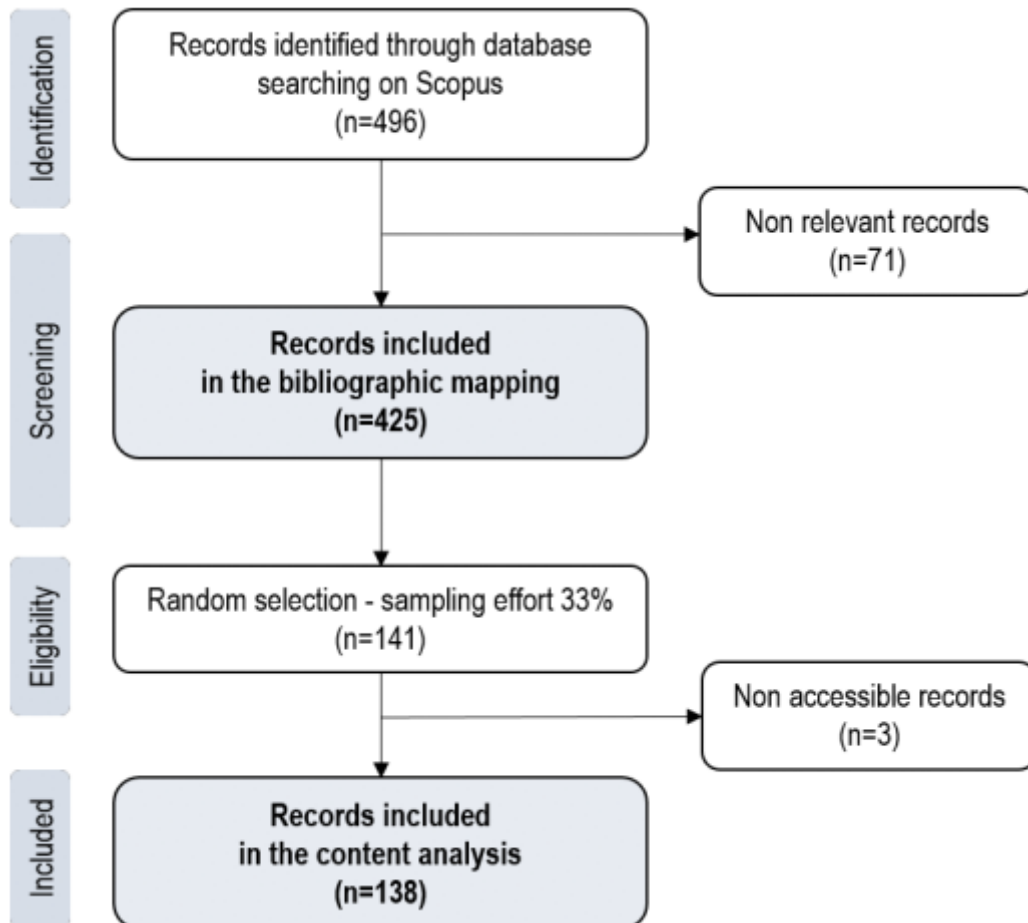 Identification
Records identified through database
searching on Scopus
(n=496)
Non relevant records
(n=71)
Screening
Records included
in the bibliographic mapping
(n=425)
Eligibility
Random selection - sampling effort 33%
(n=141)
Non accessible records
(n=3)
Included
Records included
in the content analysis
(n=138)